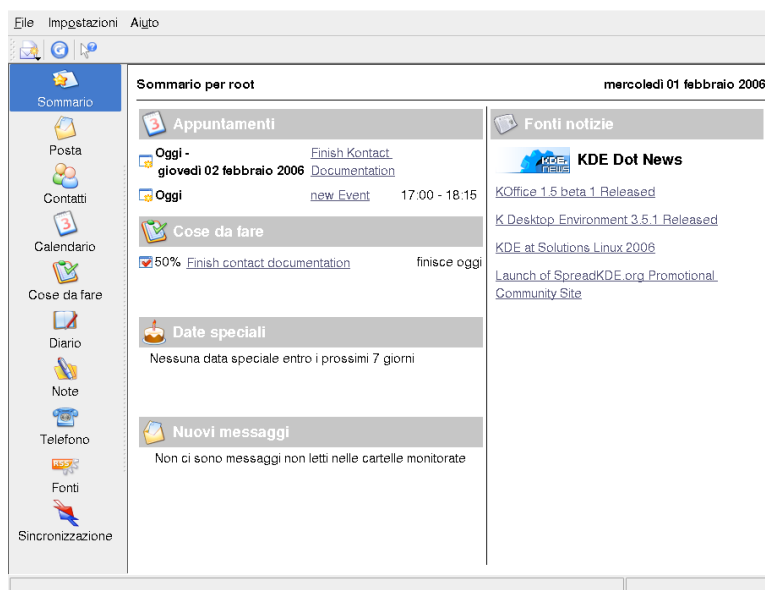 File Impostazioni Aiuto
Sommario
Posta
Contatti
Calendario
Cose da fare
Diario
Note
Telefono
Fonti
Sincronizzazione
Sommario per root
mercoledì 01 febbraio 2006
Appuntamenti
Oggi - Finish Kontact
giovedì 02 febbraio 2006 Documentation
Oggi new Event 17:00 - 18:15
Cose da fare
50% Finish contact documentation finisce oggi
Date speciali
Nessuna data speciale entro i prossimi 7 giorni
Nuovi messaggi
Non ci sono messaggi non letti nelle cartelle monitorate
Fonti notizie
KDE NEWS KDE Dot News
KOffice 1.5 beta 1 Released
K Desktop Environment 3.5.1 Released
KDE at Solutions Linux 2006
Launch of SpreadKDE.org Promotional
Community Site